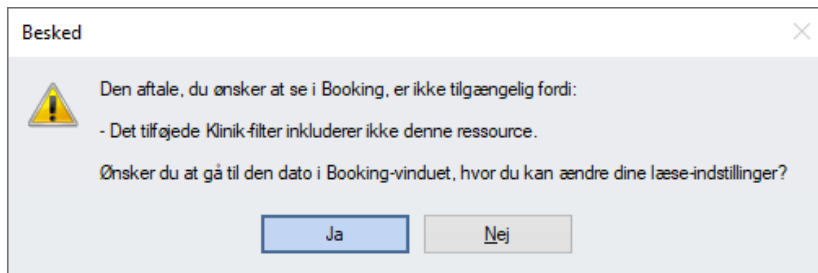 Besked
Den aftale, du ønsker at se i Booking, er ikke tilgængelig fordi:
- Det tilføjede Klinik-filter inkluderer ikke denne ressource.
Ønsker du at gå til den dato i Booking-vinduet, hvor du kan ændre dine læse-indstillinger?
Ja
Nej